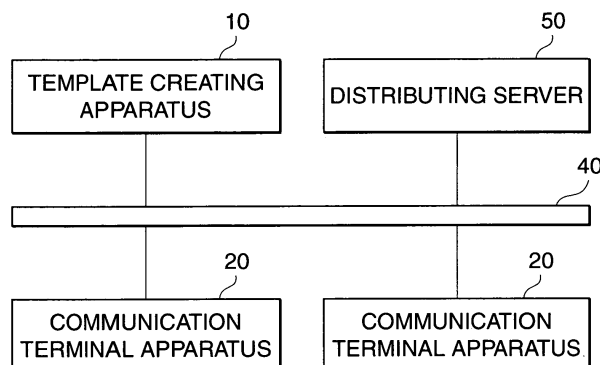 10
50
TEMPLATE CREATING
APPARATUS
DISTRIBUTING SERVER
40
20
20
COMMUNICATION
TERMINAL APPARATUS
COMMUNICATION
TERMINAL APPARATUS